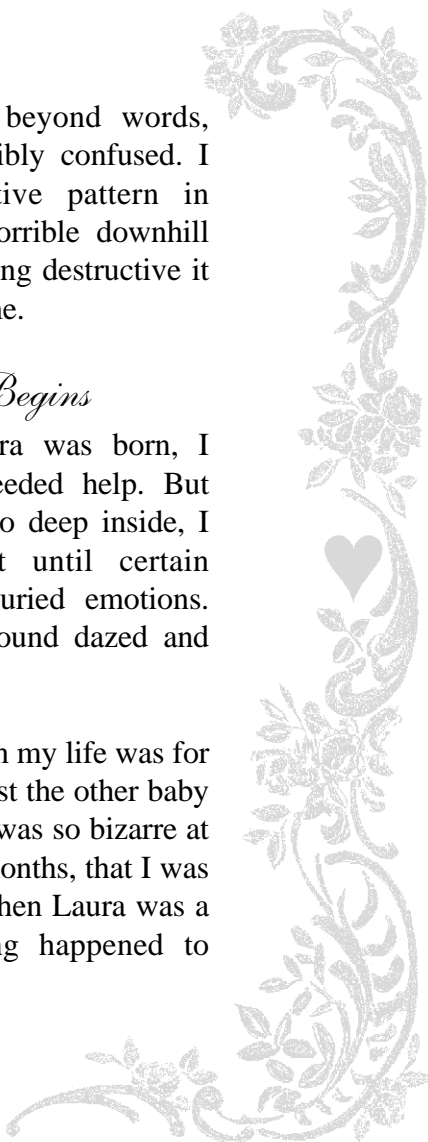 beyond words,
ibly confused. I
tive pattern in
orrible downhill
ng destructive it
ne.
Begins
ra was born, I
eeded help. But
o deep inside, I
t until certain
uried emotions.
ound dazed and
n my life was for
st the other baby
was so bizarre at
onths, that I was
hen Laura was a
ng happened to